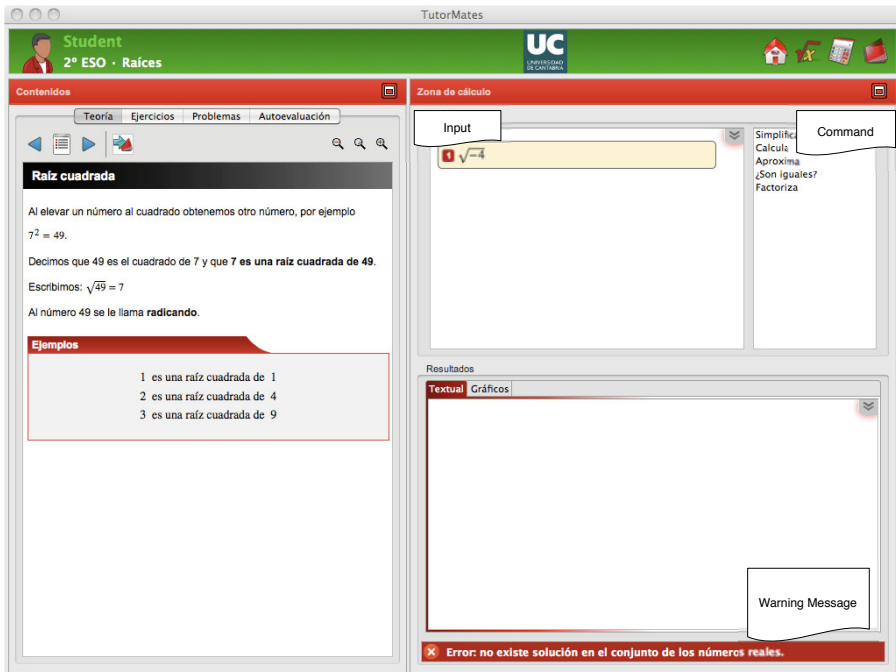 TutorMates
Student
2º ESO · Raíces
UC
UNIVERSIDAD
DE CANTABRIA
Contenidos
Teoría Ejercicios Problemas Autoevaluación
Raíz cuadrada
Al elevar un número al cuadrado obtenemos otro número, por ejemplo
7² = 49.
Decimos que 49 es el cuadrado de 7 y que 7 es una raíz cuadrada de 49.
Escribimos: √49 = 7
Al número 49 se le llama radicando.
Ejemplos
1 es una raíz cuadrada de 1
2 es una raíz cuadrada de 4
3 es una raíz cuadrada de 9
Zona de cálculo
Input
1 √-4
Command
Simplifica
Calcula
Aproxima
¿Son iguales?
Factoriza
Resultados
Textual Gráficos
Warning Message
Error: no existe solución en el conjunto de los números reales.